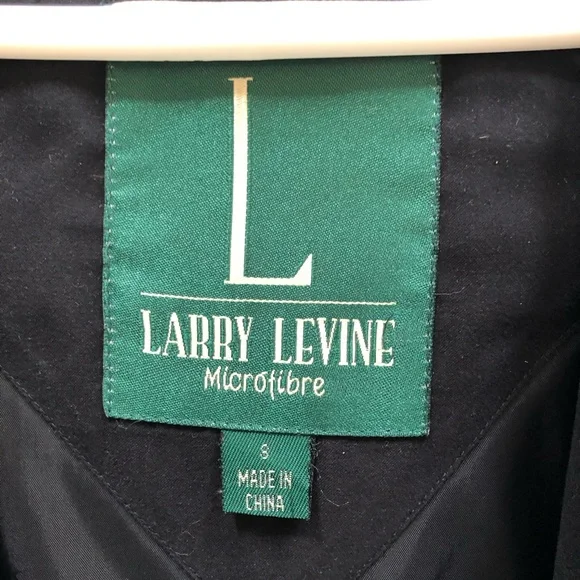 L
LARRY LEVINE
Microfibre
S
MADE IN
CHINA